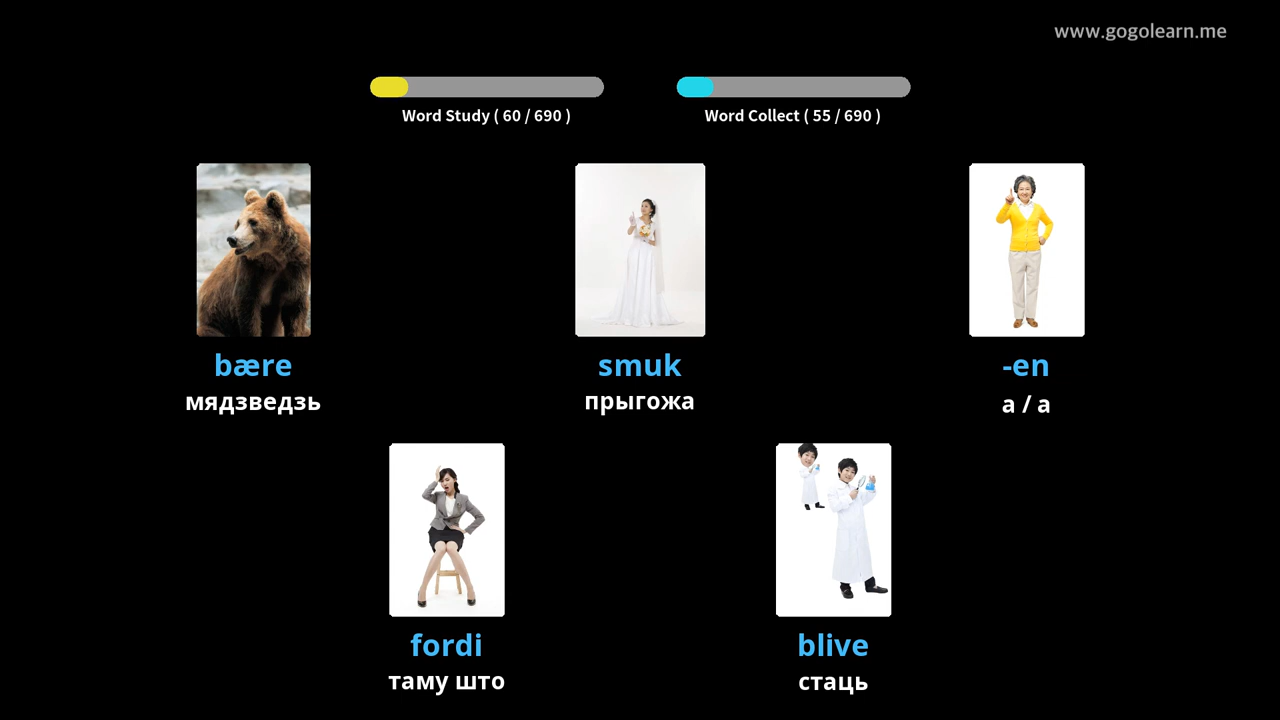 www.gogolearn.me
Word Study ( 60 / 690 )
Word Collect ( 55 / 690 )
bære
мядзведзь
smuk
прыгожа
-en
а / а
fordi
таму што
blive
стаць